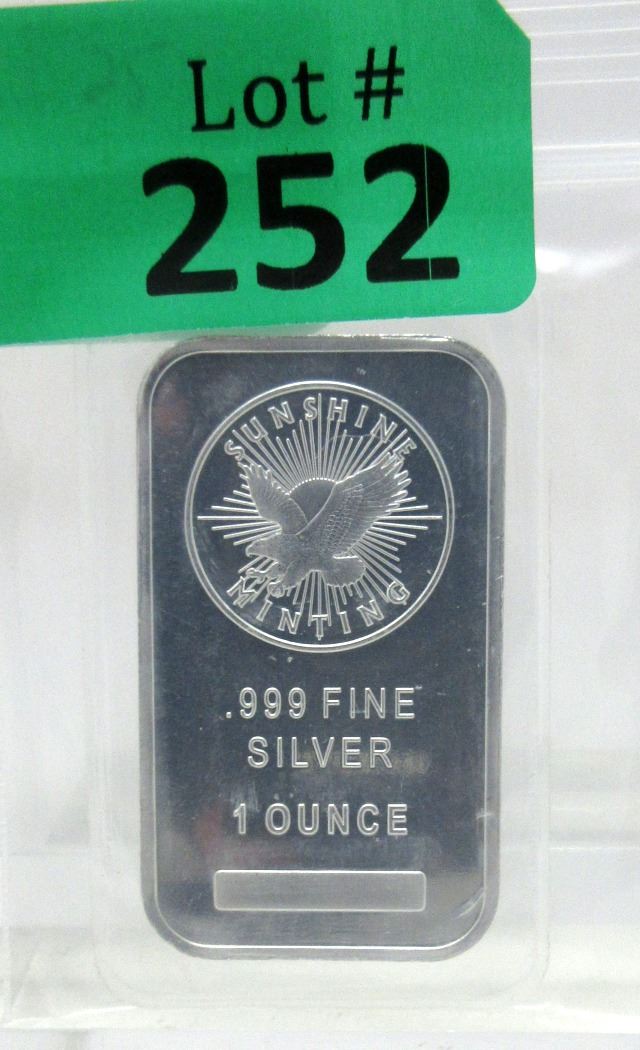 Lot #
252
SUNSHINE
MINTING
.999 FINE
SILVER
1 OUNCE